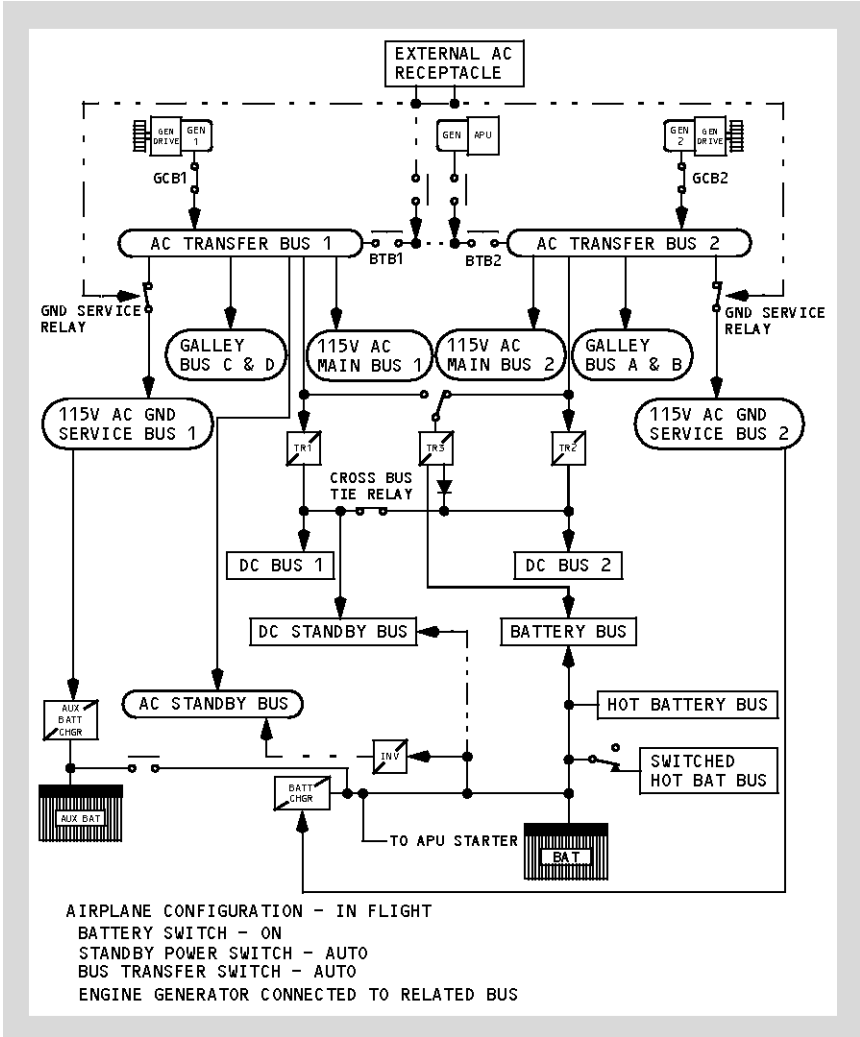 EXTERNAL AC
RECEPTACLE
GEN
DRIVE
GEN
1
GEN
APU
GEN
2
GEN
DRIVE
GCB1
GCB2
AC TRANSFER BUS 1
BTB1
BTB2
AC TRANSFER BUS 2
GND SERVICE
RELAY
GND SERVICE
RELAY
GALLEY
BUS C & D
115V AC
MAIN BUS 1
115V AC
MAIN BUS 2
GALLEY
BUS A & B
115V AC GND
SERVICE BUS 1
115V AC GND
SERVICE BUS 2
TR1
TR3
TR2
CROSS BUS
TIE RELAY
DC BUS 1
DC BUS 2
DC STANDBY BUS
BATTERY BUS
AC STANDBY BUS
HOT BATTERY BUS
AUX
BATT
CHGR
INV
SWITCHED
HOT BAT BUS
BATT
CHGR
AUX BAT
TO APU STARTER
BAT
AIRPLANE CONFIGURATION - IN FLIGHT
BATTERY SWITCH - ON
STANDBY POWER SWITCH - AUTO
BUS TRANSFER SWITCH - AUTO
ENGINE GENERATOR CONNECTED TO RELATED BUS